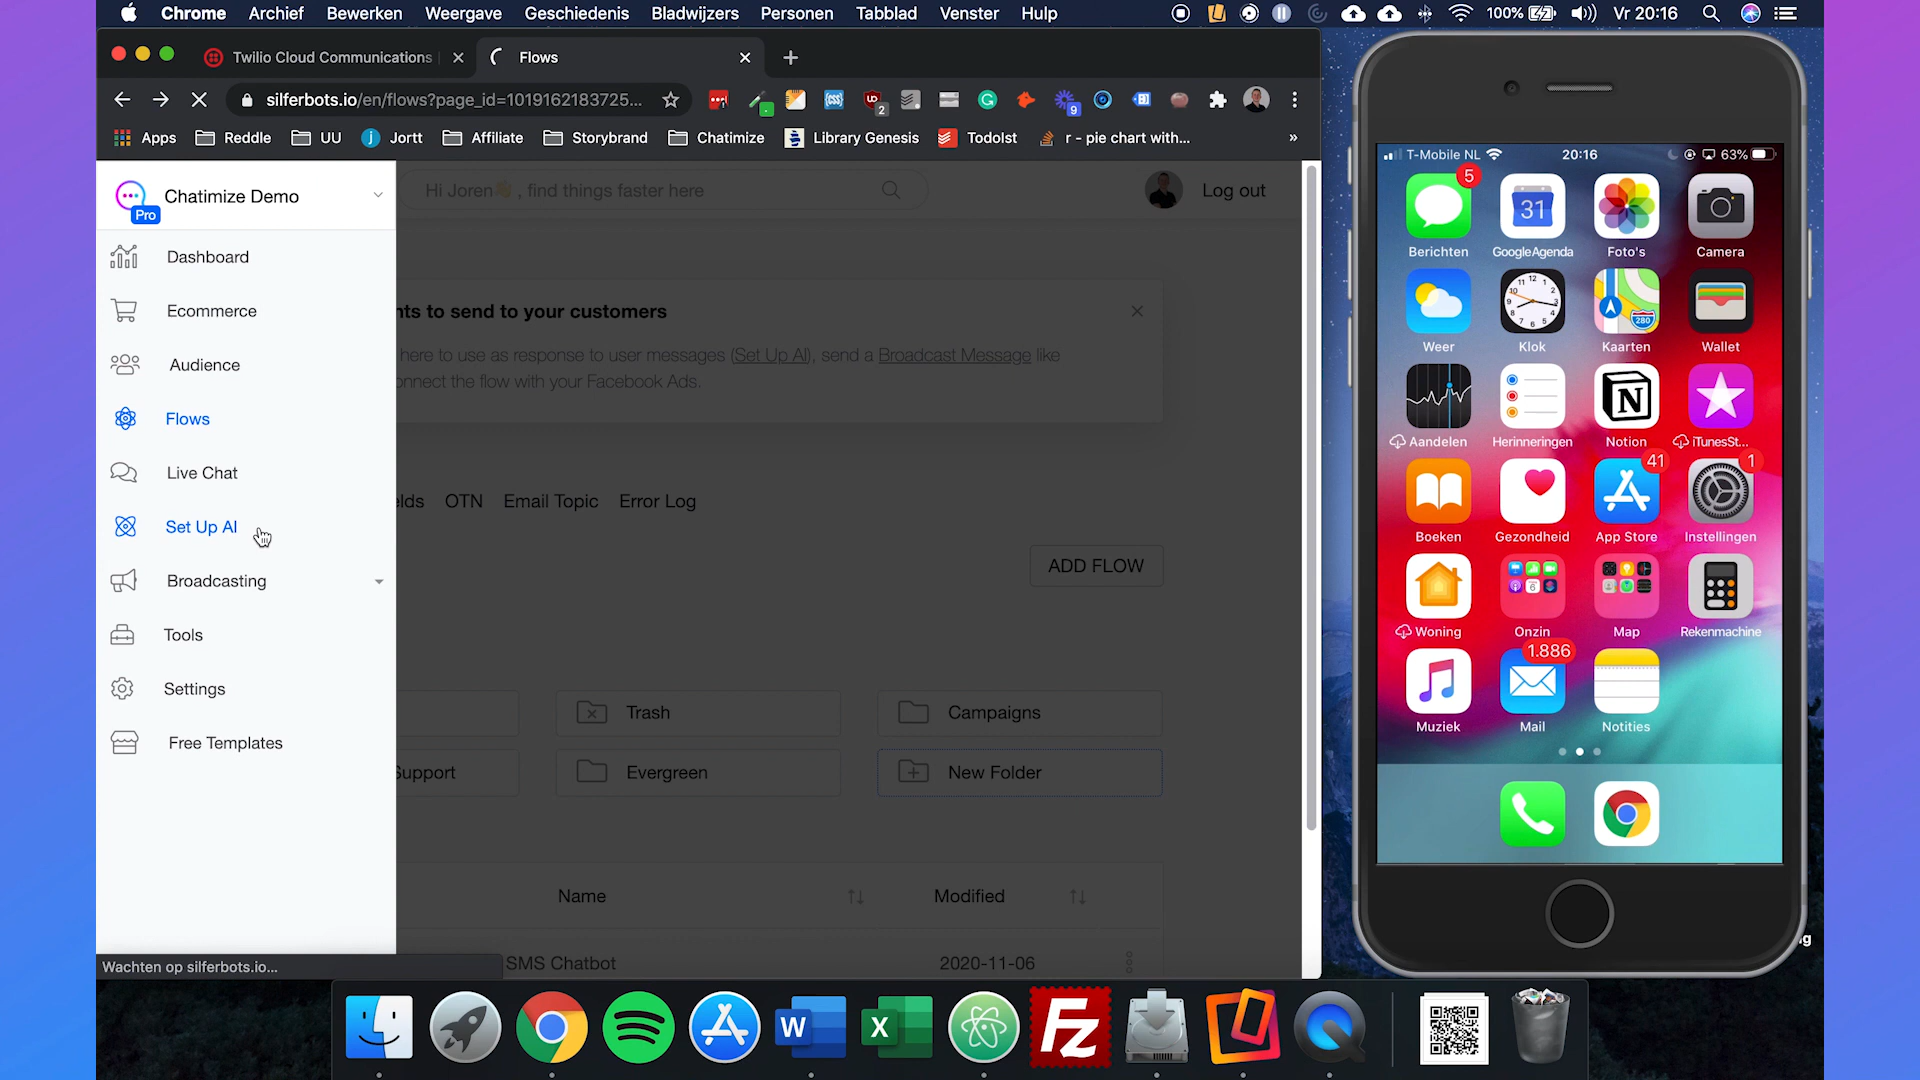 Chrome Archief Bewerken Weergave Geschiedenis Bladwijzers Personen Tabblad Venster Hulp 100% Vr 20:16
Twilio Cloud Communications Flows
silferbots.io/en/flows?page_id=1019162183725... 2 9
Apps Reddle UU Jortt Affiliate Storybrand Chatimize Library Genesis TodoIst r - pie chart with... »
Chatimize Demo
Pro
Hi Joren👋 , find things faster here
Log out
Dashboard
Ecommerce
Audience
Flows
Live Chat
Set Up AI
Broadcasting
Tools
Settings
Free Templates
nts to send to your customers
here to use as response to user messages (Set Up AI), send a Broadcast Message like
onnect the flow with your Facebook Ads.
elds OTN Email Topic Error Log
ADD FLOW
Trash Campaigns
Support Evergreen New Folder
Name Modified
SMS Chatbot 2020-11-06
Wachten op silferbots.io...
T-Mobile NL 20:16 63%
5 31
Berichten GoogleAgenda Foto's Camera
280
Weer Klok Kaarten Wallet
Aandelen Herinneringen Notion iTunesSt...
41 1
Boeken Gezondheid App Store Instellingen
Woning Onzin Map Rekenmachine
1.886
Muziek Mail Notities
W X Fz